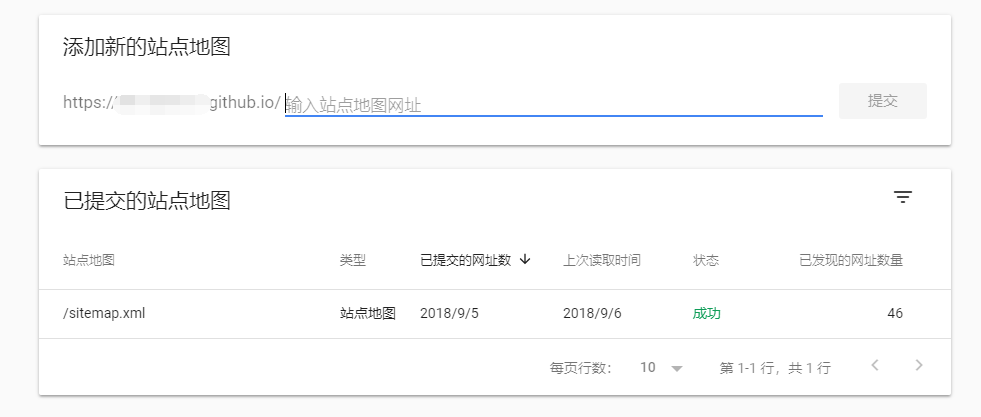 添加新的站点地图
https:// github.io/ 输入站点地图网址 提交
已提交的站点地图
站点地图 类型 已提交的网址数 上次读取时间 状态 已发现的网址数量
/sitemap.xml 站点地图 2018/9/5 2018/9/6 成功 46
每页行数： 10 第 1-1 行，共 1 行